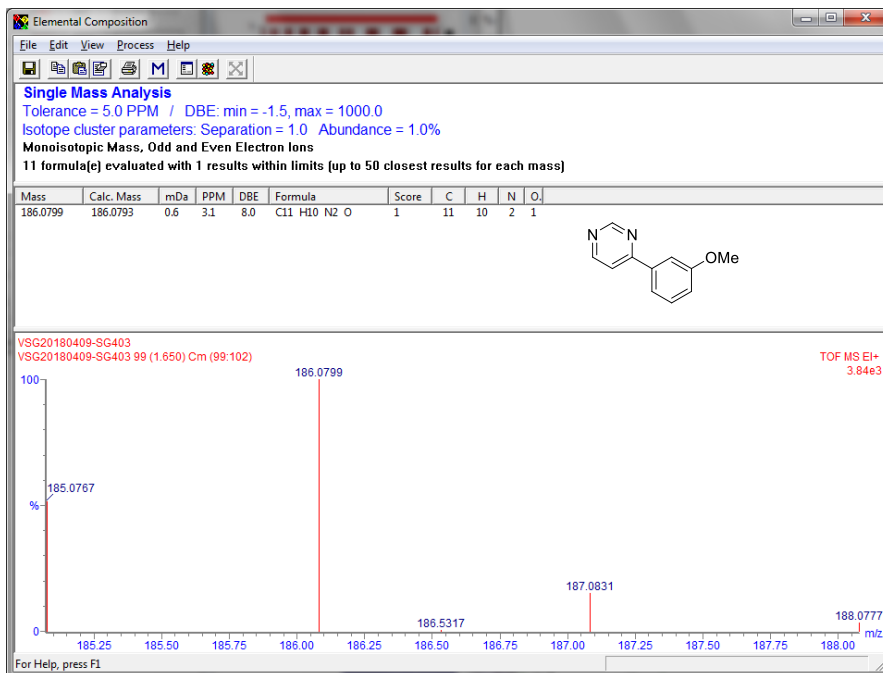 Elemental Composition
File Edit View Process Help
M
Single Mass Analysis
Tolerance = 5.0 PPM / DBE: min = -1.5, max = 1000.0
Isotope cluster parameters: Separation = 1.0 Abundance = 1.0%
Monoisotopic Mass, Odd and Even Electron Ions
11 formula(e) evaluated with 1 results within limits (up to 50 closest results for each mass)
Mass Calc. Mass mDa PPM DBE Formula Score C H N O.
186.0799 186.0793 0.6 3.1 8.0 C11 H10 N2 O 1 11 10 2 1
N N
OMe
VSG20180409-SG403
VSG20180409-SG403 99 (1.650) Cm (99:102)
TOF MS EI+
3.84e3
186.0799
100
185.0767
%
187.0831
186.5317
188.0777
0
m/z
185.25 185.50 185.75 186.00 186.25 186.50 186.75 187.00 187.25 187.50 187.75 188.00
For Help, press F1